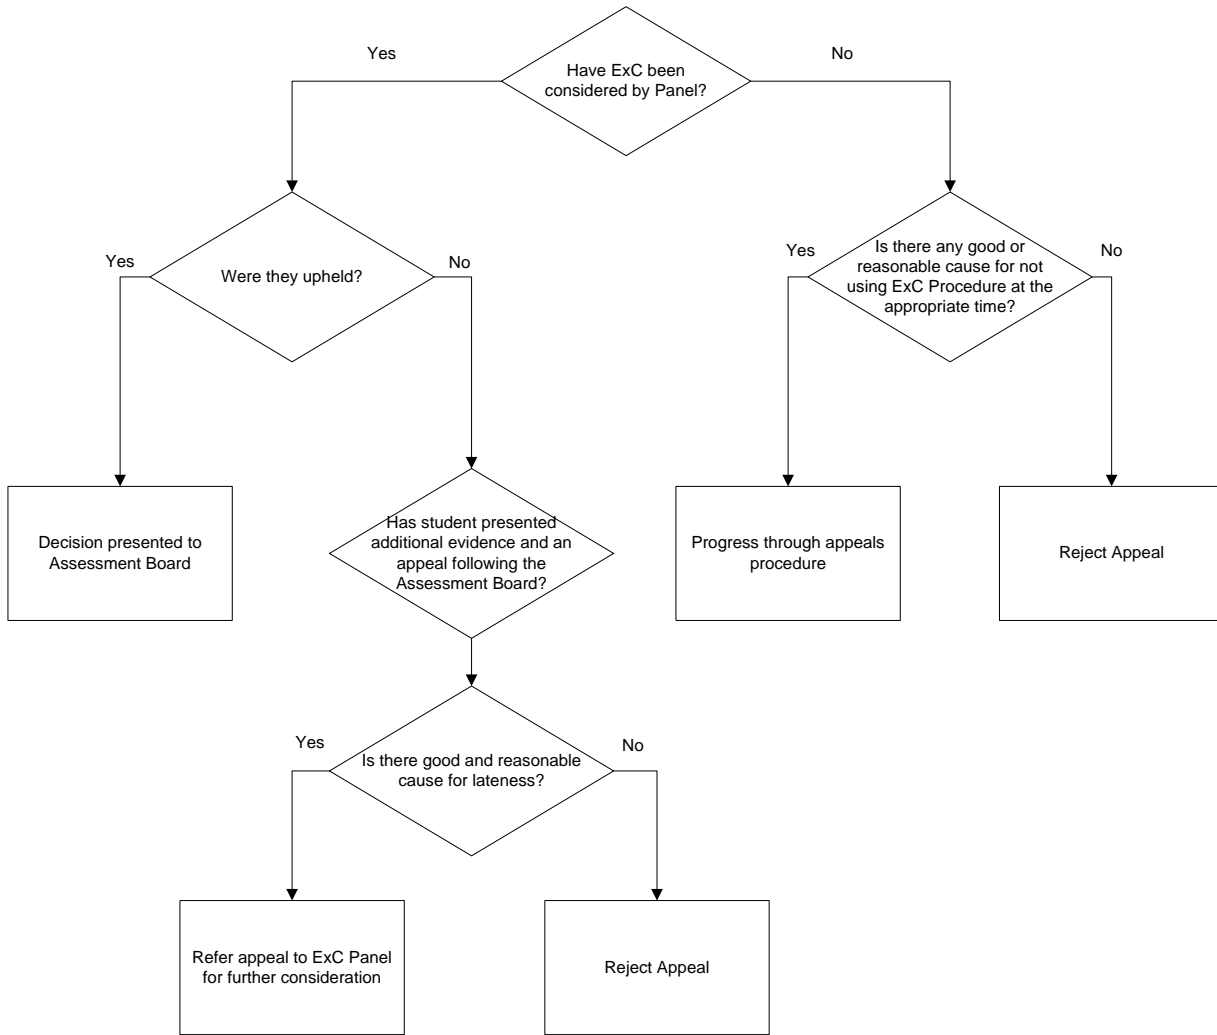 Yes
No
Have ExC been
considered by Panel?
Yes
Were they upheld?
No
Yes
Is there any good or
reasonable cause for not
using ExC Procedure at the
appropriate time?
No
Decision presented to
Assessment Board
Has student presented
additional evidence and an
appeal following the
Assessment Board?
Progress through appeals
procedure
Reject Appeal
Yes
Is there good and reasonable
cause for lateness?
No
Refer appeal to ExC Panel
for further consideration
Reject Appeal